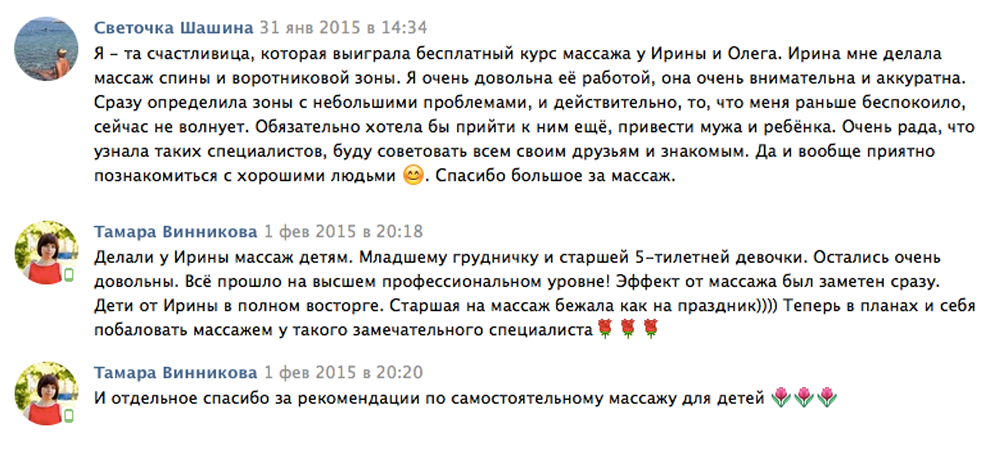 Светочка Шашина 31 янв 2015 в 14:34
Я – та счастливица, которая выиграла бесплатный курс массажа у Ирины и Олега. Ирина мне делала
массаж спины и воротниковой зоны. Я очень довольна её работой, она очень внимательна и аккуратна.
Сразу определила зоны с небольшими проблемами, и действительно, то, что меня раньше беспокоило,
сейчас не волнует. Обязательно хотела бы прийти к ним ещё, привести мужа и ребёнка. Очень рада, что
узнала таких специалистов, буду советовать всем своим друзьям и знакомым. Да и вообще приятно
познакомиться с хорошими людьми 😊. Спасибо большое за массаж.
Тамара Винникова 1 фев 2015 в 20:18
Делали у Ирины массаж детям. Младшему грудничку и старшей 5-тилетней девочки. Остались очень
довольны. Всё прошло на высшем профессиональном уровне! Эффект от массажа был заметен сразу.
Дети от Ирины в полном восторге. Старшая на массаж бежала как на праздник)))) Теперь в планах и себя
побаловать массажем у такого замечательного специалиста🌹🌹🌹
Тамара Винникова 1 фев 2015 в 20:20
И отдельное спасибо за рекомендации по самостоятельному массажу для детей 🌷🌷🌷